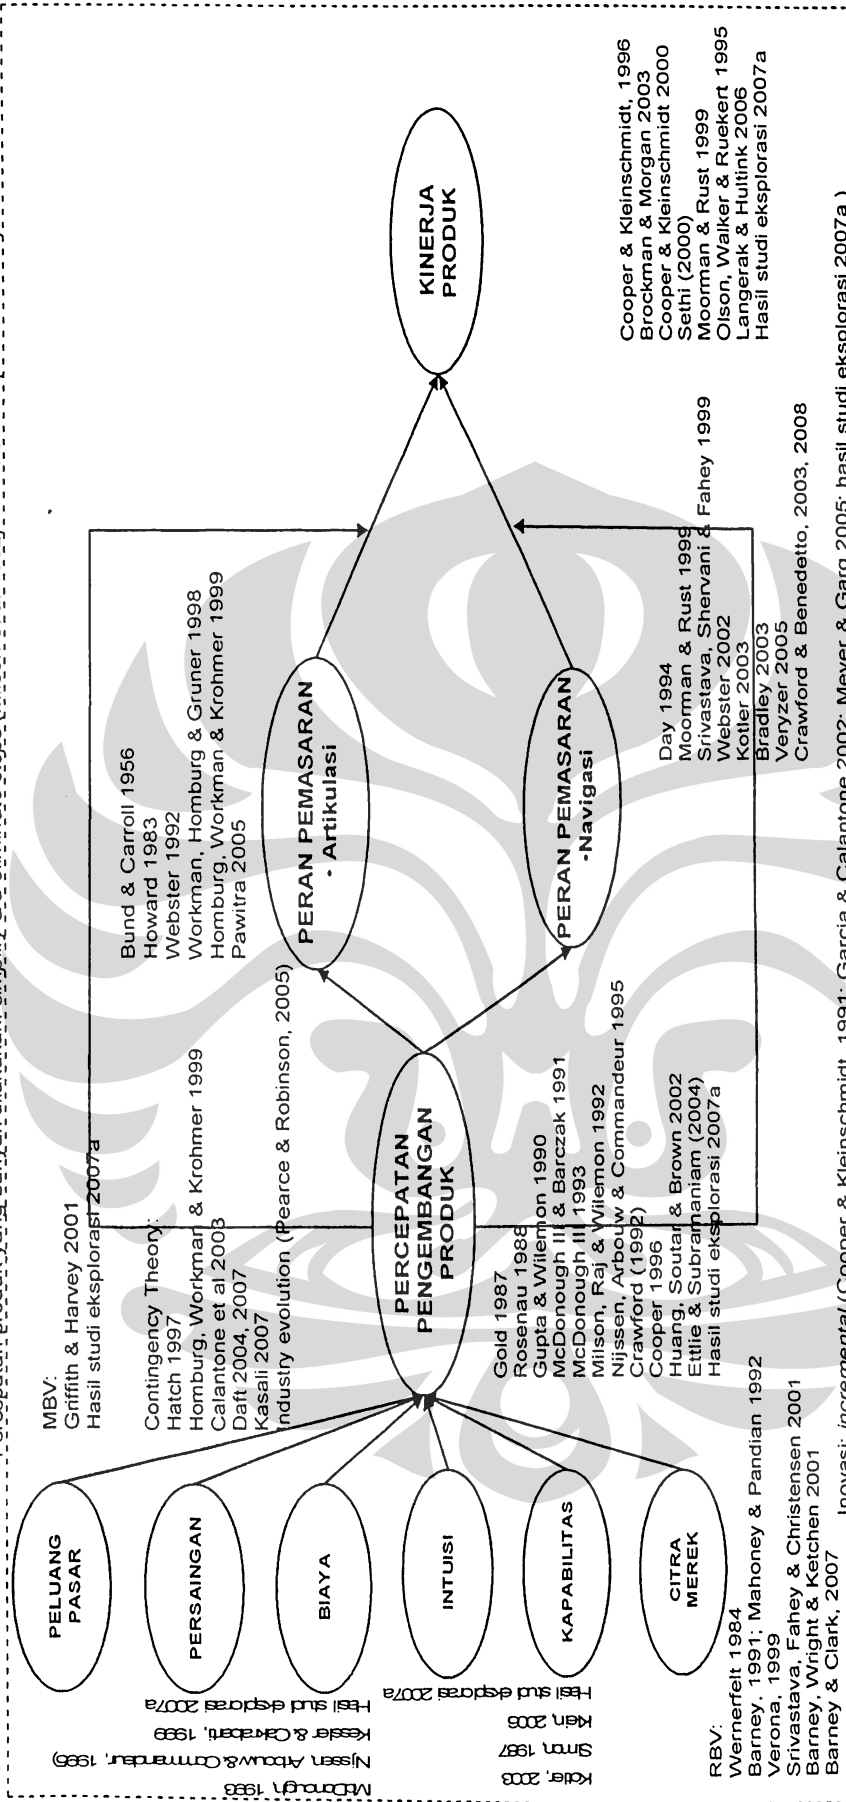 MBV:
Griffith & Harvey 2001
Hasil studi eksplorasi 2007a
Contingency Theory:
Hatch 1997
Homburg, Workman & Krohmer 1999
Calantone et al 2003
Daft 2004, 2007
Kasali 2007
Industry evolution (Pearce & Robinson, 2005)
Bund & Carroll 1956
Howard 1983
Webster 1992
Workman, Homburg & Gruner 1998
Homburg, Workman & Krohmer 1999
Pawitra 2005
PELUANG
PASAR
PERSAINGAN
BIAYA
INTUISI
KAPABILITAS
CITRA
MEREK
PERCEPATAN
PENGEMBANGAN
PRODUK
PERAN PEMASARAN
- Artikulasi
PERAN PEMASARAN
-Navigasi
KINERJA
PRODUK
McDonough, 1993
Nijssen, Arbouw & Commandeur, (1995)
Kessler & Cakrabarti, 1999
Hasil studi eksplorasi 2007a
Kotler, 2003
Simon, 1987
Klein, 2005
Hasil studi eksplorasi 2007a
Gold 1987
Rosenau 1988
Gupta & Wilemon 1990
McDonough III & Barczak 1991
McDonough III 1993
Milson, Raj & Wilemon 1992
Nijssen, Arbouw & Commandeur 1995
Crawford (1992)
Cooper 1996
Huang, Soutar & Brown 2002
Ettlie & Subramaniam (2004)
Hasil studi eksplorasi 2007a
Day 1994
Moorman & Rust 1999
Srivastava, Shervani & Fahey 1999
Webster 2002
Kotler 2003
Bradley 2003
Veryzer 2005
Crawford & Benedetto, 2003, 2008
Cooper & Kleinschmidt, 1996
Brockman & Morgan 2003
Cooper & Kleinschmidt 2000
Sethi (2000)
Moorman & Rust 1999
Olson, Walker & Ruekert 1995
Langerak & Hultink 2006
Hasil studi eksplorasi 2007a
RBV:
Wernerfelt 1984
Barney, 1991; Mahoney & Pandian 1992
Verona, 1999
Srivastava, Fahey & Christensen 2001
Barney, Wright & Ketchen 2001
Barney & Clark, 2007
Inovasi: incremental (Cooper & Kleinschmidt, 1991; Garcia & Calantone 2002; Meyer & Garg 2005; hasil studi eksplorasi 2007a )